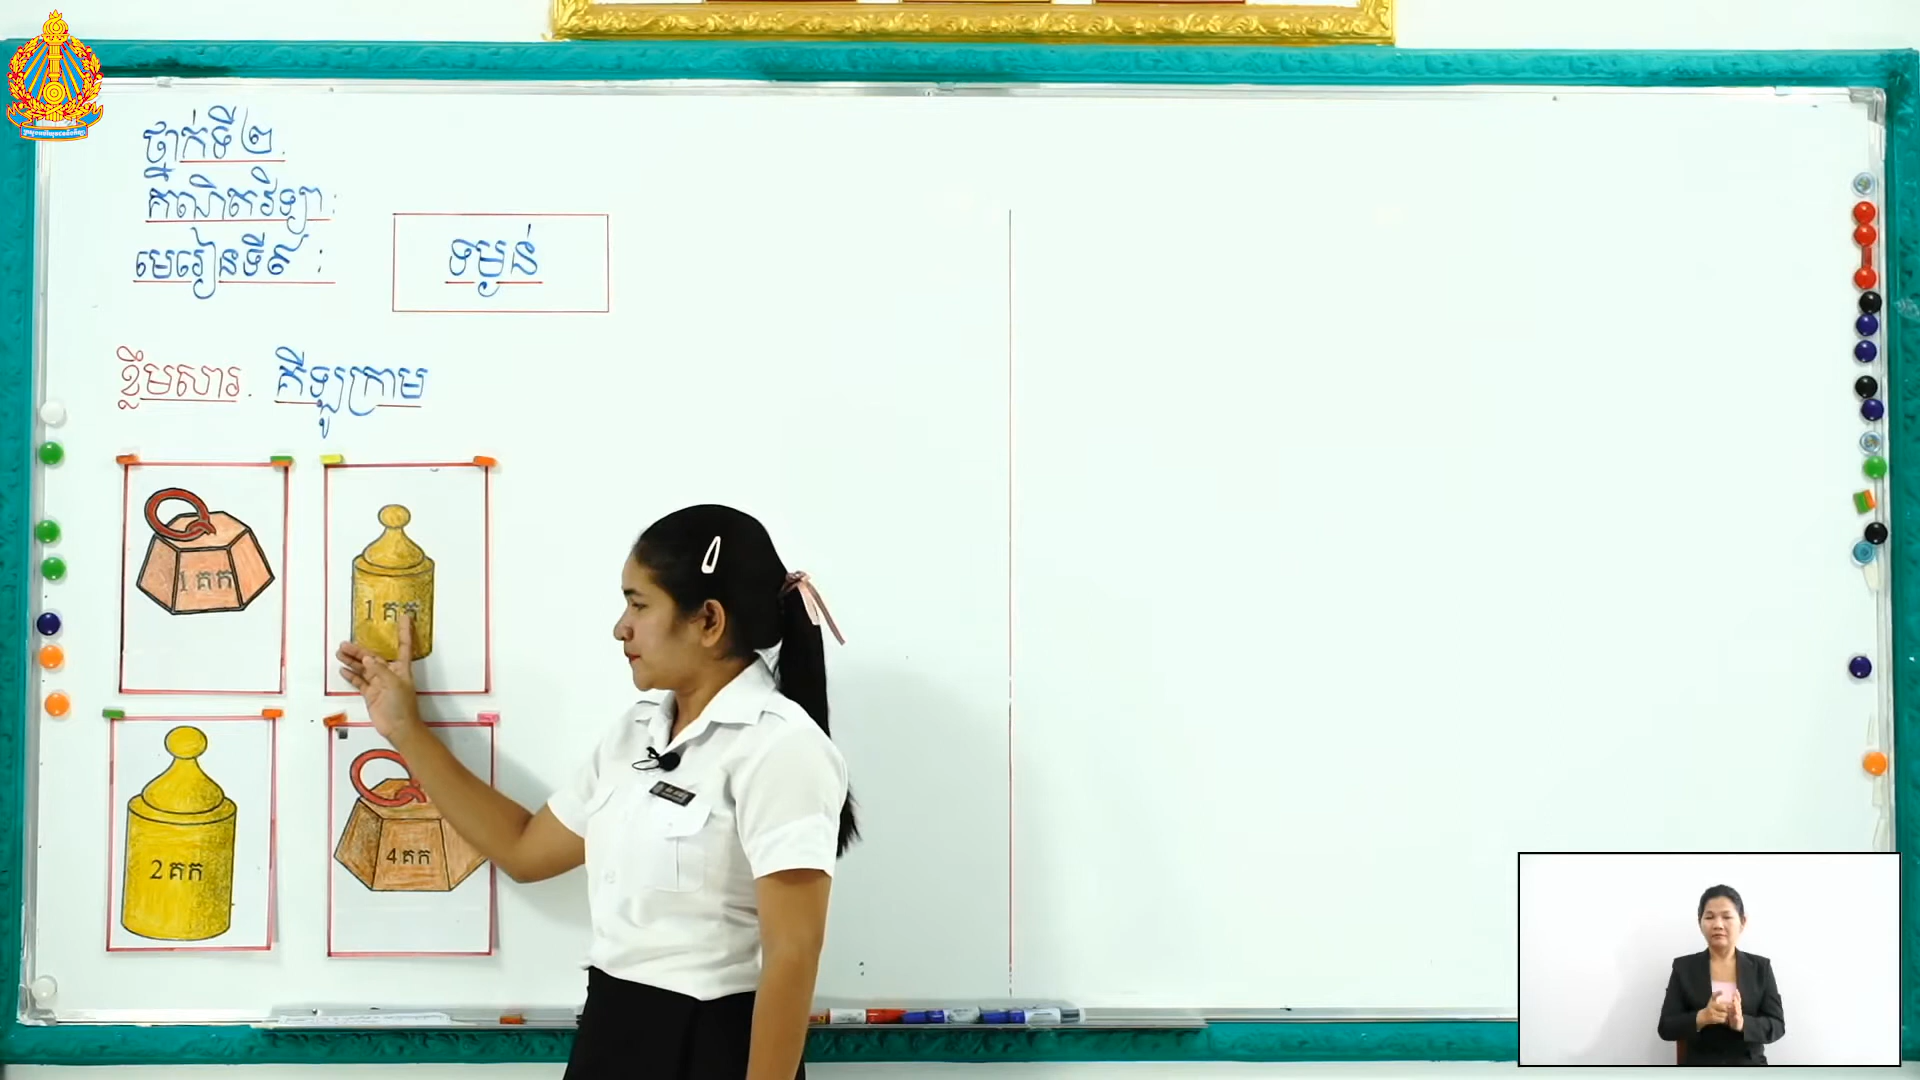 ថ្នាក់ទី២
គណិតវិទ្យា:
មេរៀនទី៩ :
ទម្ងន់
ខ្លឹមសារ. គីឡូក្រាម
1 គក
1 គក
2 គក
4 គក